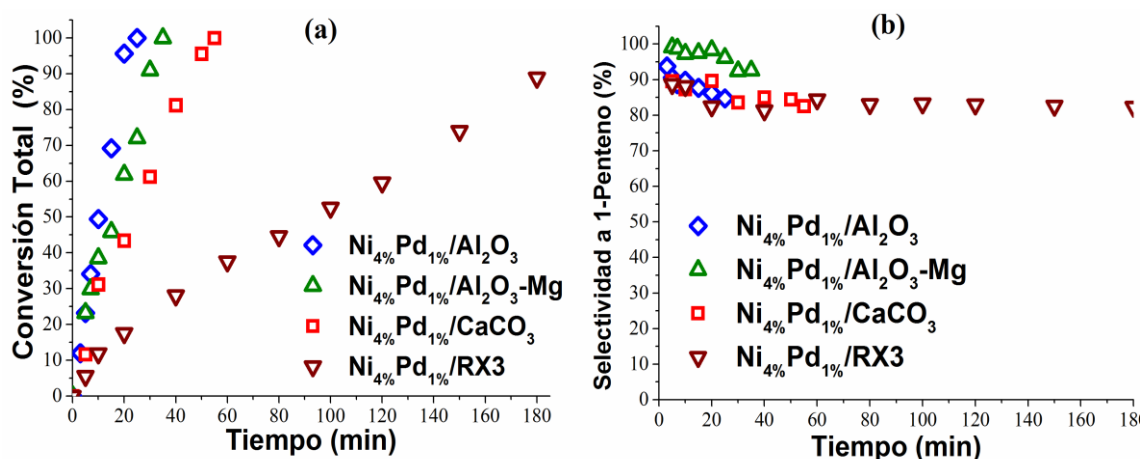 (a)
Conversión Total (%)
100
90
80
70
60
50
40
30
20
10
0
Ni4%Pd1%/Al2O3
Ni4%Pd1%/Al2O3-Mg
Ni4%Pd1%/CaCO3
Ni4%Pd1%/RX3
0 20 40 60 80 100 120 140 160 180
Tiempo (min)
(b)
Selectividad a 1-Penteno (%)
100
90
80
70
60
50
40
30
20
10
0
Ni4%Pd1%/Al2O3
Ni4%Pd1%/Al2O3-Mg
Ni4%Pd1%/CaCO3
Ni4%Pd1%/RX3
0 20 40 60 80 100 120 140 160 180
Tiempo (min)